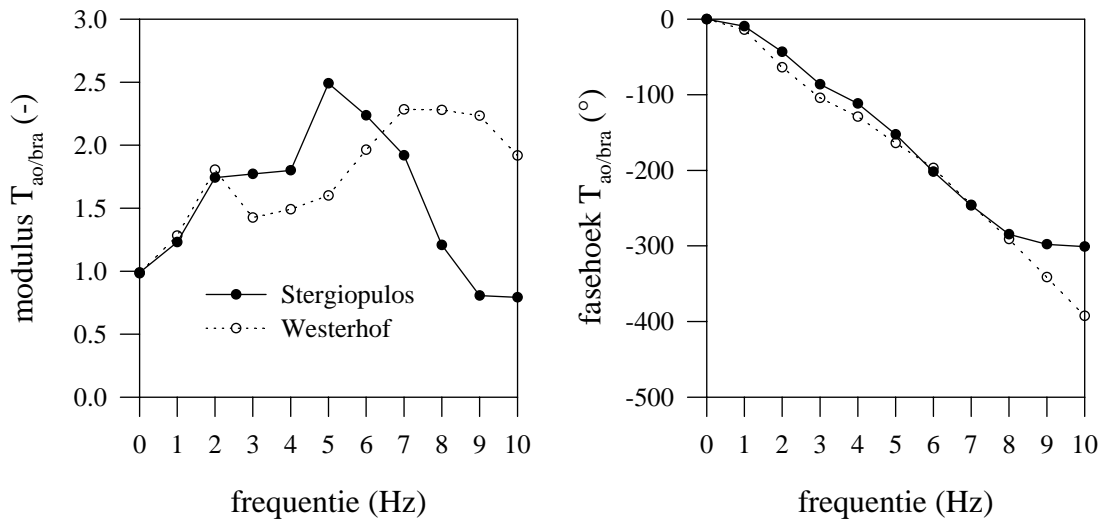 modulus T ao/bra (-)
3.0
2.5
2.0
1.5
1.0
0.5
0.0
Stergiopulos
Westerhof
0 1 2 3 4 5 6 7 8 9 10
frequentie (Hz)
fasehoek T ao/bra (°)
0
-100
-200
-300
-400
-500
0 1 2 3 4 5 6 7 8 9 10
frequentie (Hz)